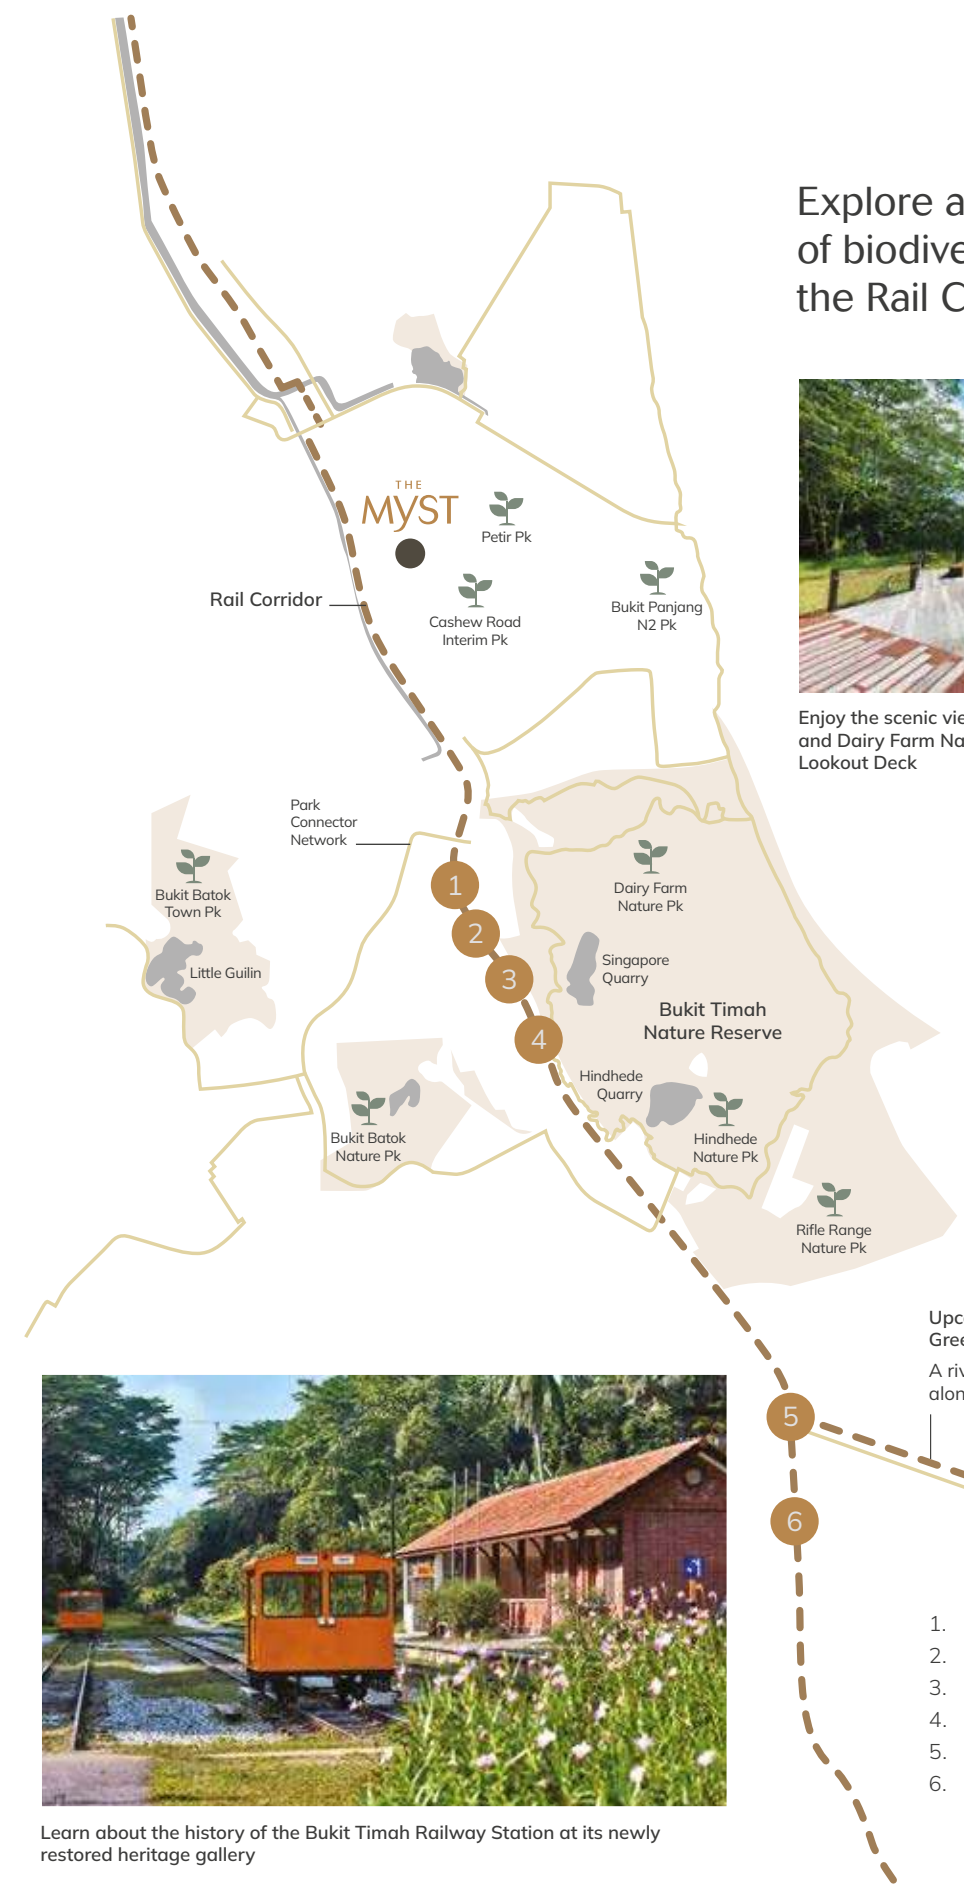 Explore a
of biodive
the Rail C
THE
MYST
Petir Pk
Rail Corridor
Cashew Road
Interim Pk
Bukit Panjang
N2 Pk
Enjoy the scenic vie
and Dairy Farm Na
Lookout Deck
Park
Connector
Network
Bukit Batok
Town Pk
Little Guilin
1
2
3
4
Dairy Farm
Nature Pk
Singapore
Quarry
Bukit Timah
Nature Reserve
Hindhede
Quarry
Hindhede
Nature Pk
Bukit Batok
Nature Pk
Rifle Range
Nature Pk
Upc
Gree
A riv
alon
5
6
1.
2.
3.
4.
5.
6.
Learn about the history of the Bukit Timah Railway Station at its newly
restored heritage gallery